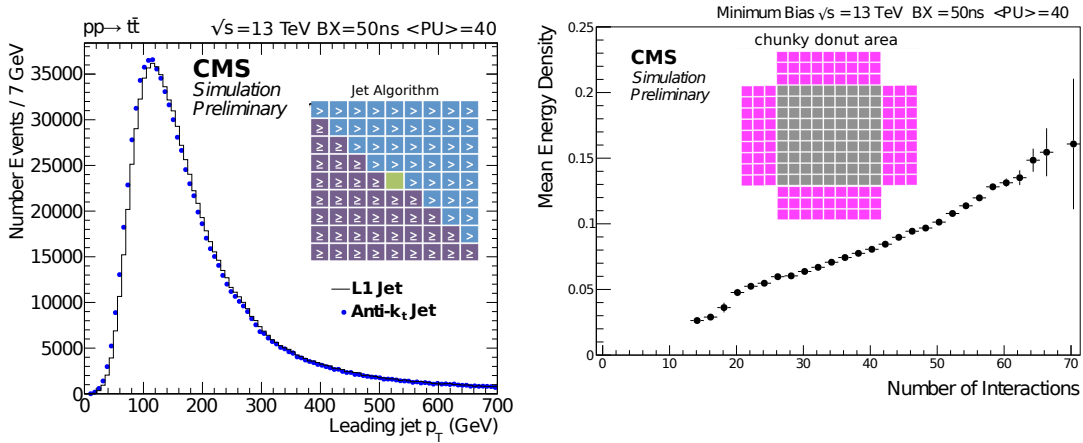 pp→ tt̄
√s = 13 TeV BX=50ns <PU>=40
CMS
Simulation
Preliminary
Jet Algorithm
> > > > > > > > >
≥ > > > > > > > >
≥ ≥ > > > > > > >
≥ ≥ ≥ > > > > > >
≥ ≥ ≥ ≥ > > > >
≥ ≥ ≥ ≥ ≥ ≥ > > >
≥ ≥ ≥ ≥ ≥ ≥ ≥ > >
≥ ≥ ≥ ≥ ≥ ≥ ≥ ≥ >
≥ ≥ ≥ ≥ ≥ ≥ ≥ ≥ ≥
L1 Jet
Anti-kt Jet
Number Events / 7 GeV
35000
30000
25000
20000
15000
10000
5000
0
0 100 200 300 400 500 600 700
Leading jet pT (GeV)
Minimum Bias √s = 13 TeV BX=50ns <PU>=40
chunky donut area
CMS
Simulation
Preliminary
Mean Energy Density
0.25
0.2
0.15
0.1
0.05
0
0 10 20 30 40 50 60 70
Number of Interactions